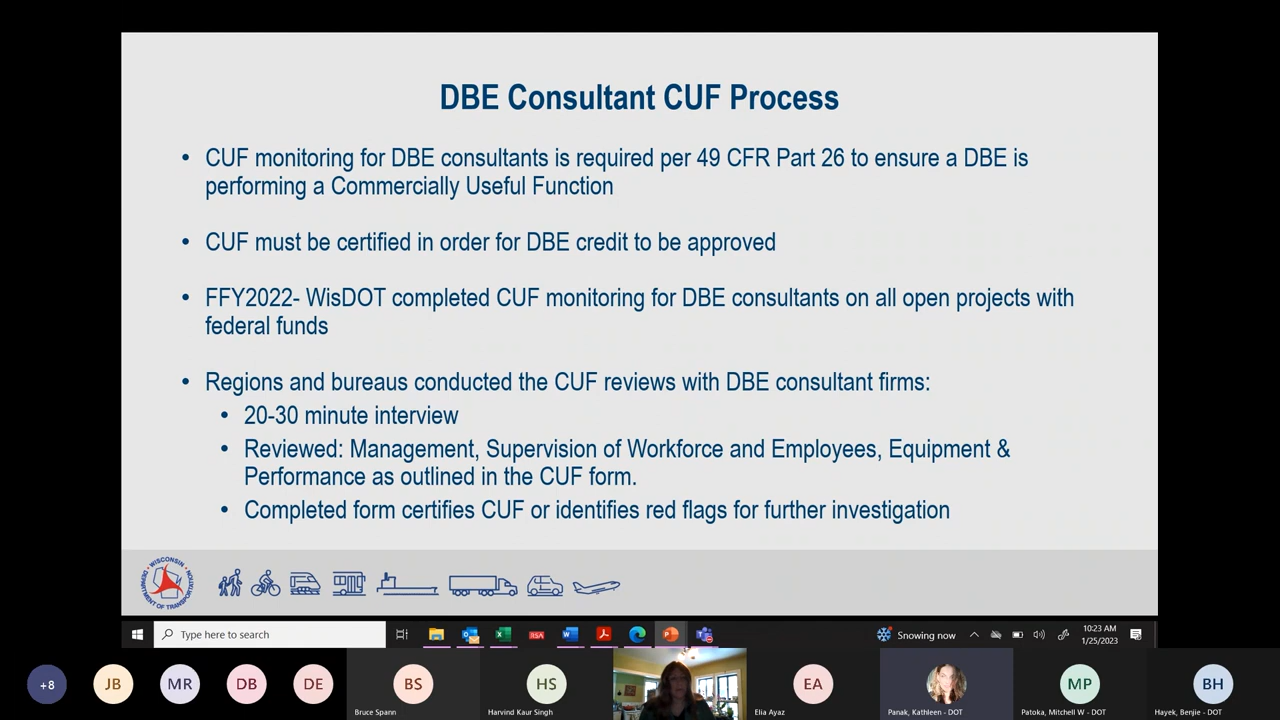 DBE Consultant CUF Process
• CUF monitoring for DBE consultants is required per 49 CFR Part 26 to ensure a DBE is
performing a Commercially Useful Function
• CUF must be certified in order for DBE credit to be approved
• FFY2022- WisDOT completed CUF monitoring for DBE consultants on all open projects with
federal funds
• Regions and bureaus conducted the CUF reviews with DBE consultant firms:
• 20-30 minute interview
• Reviewed: Management, Supervision of Workforce and Employees, Equipment &
Performance as outlined in the CUF form.
• Completed form certifies CUF or identifies red flags for further investigation
WISCONSIN
DEPARTMENT OF TRANSPORTATION
Type here to search
RSA
Snowing now
10:23 AM
1/25/2023
+8
JB
MR
DB
DE
BS
HS
EA
MP
BH
Bruce Spann
Harvind Kaur Singh
Elia Ayaz
Panak, Kathleen - DOT
Patoka, Mitchell W - DOT
Hayek, Benjie - DOT